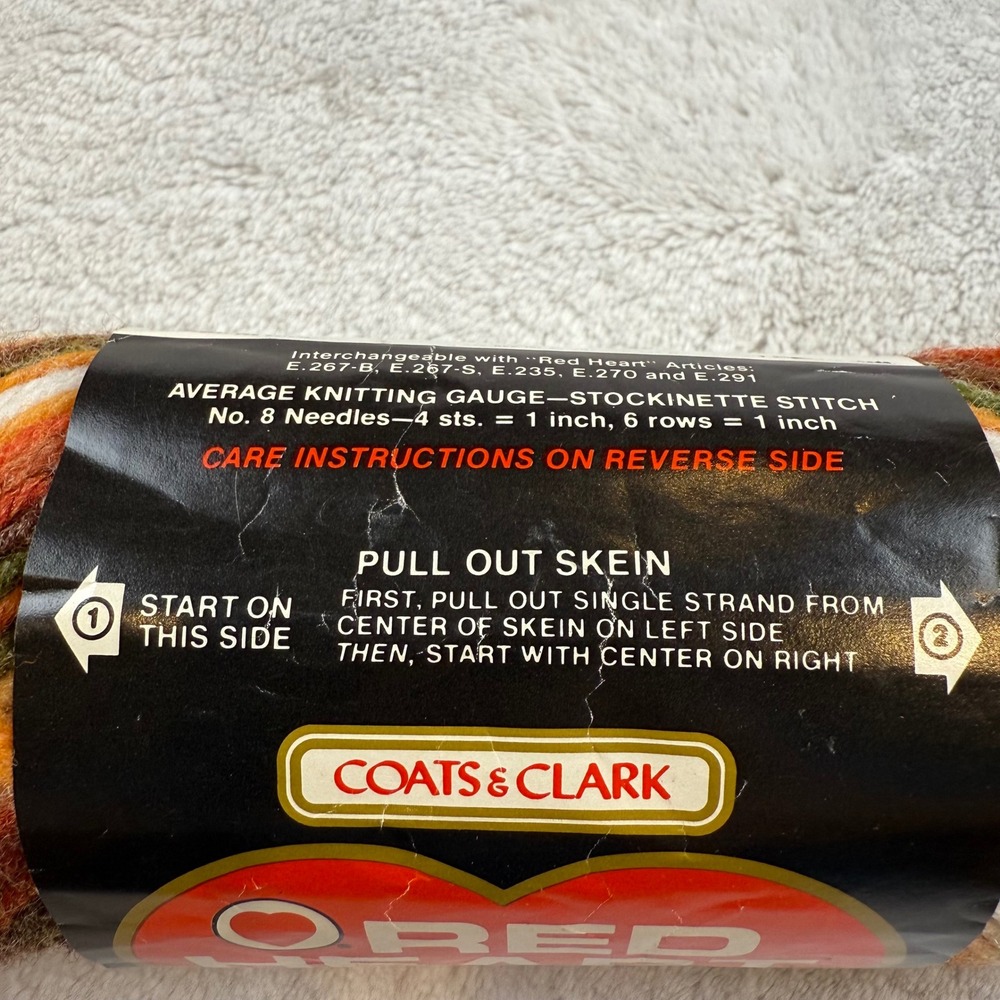 Interchangeable with "Red Heart" Articles:
E.267-B, E.267-S, E.235, E.270 and E.291
AVERAGE KNITTING GAUGE—STOCKINETTE STITCH
No. 8 Needles—4 sts. = 1 inch, 6 rows = 1 inch
CARE INSTRUCTIONS ON REVERSE SIDE
PULL OUT SKEIN
1
START ON
THIS SIDE
FIRST, PULL OUT SINGLE STRAND FROM
CENTER OF SKEIN ON LEFT SIDE
THEN, START WITH CENTER ON RIGHT
2
COATS & CLARK
RED
HEART